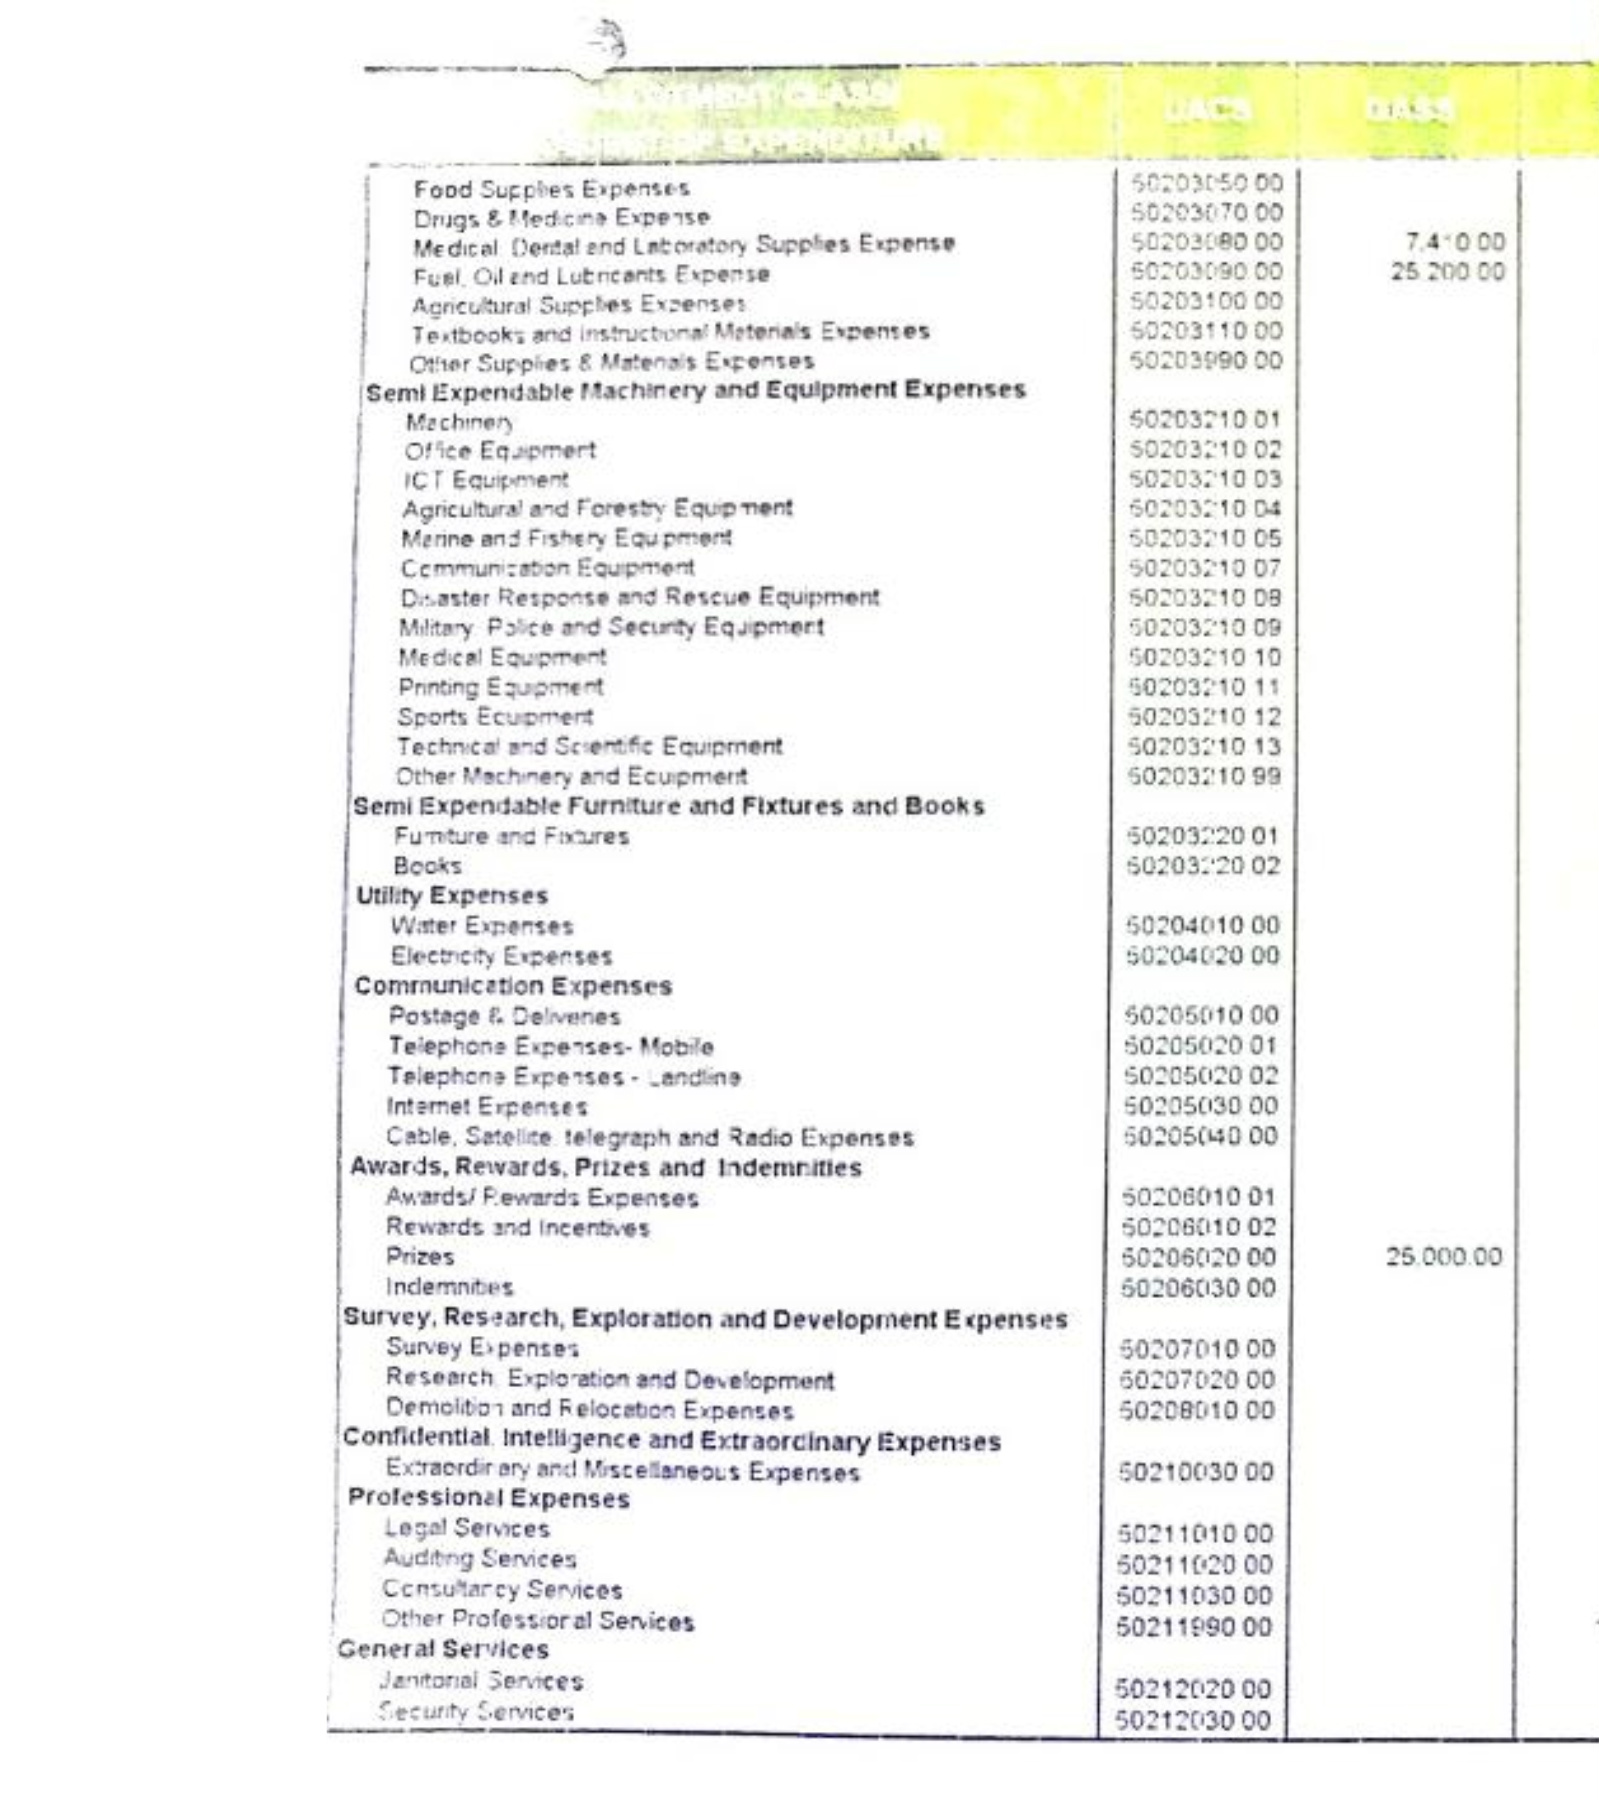 UACS GASS
Food Supplies Expenses 50203050 00
Drugs & Medicine Expense 50203070 00
Medical, Dental and Laboratory Supplies Expense 50203080 00 7,410.00
Fuel, Oil and Lubricants Expense 50203090 00 25,200.00
Agricultural Supplies Expenses 50203100 00
Textbooks and Instructional Materials Expenses 50203110 00
Other Supplies & Materials Expenses 50203990 00
Semi Expendable Machinery and Equipment Expenses
Machinery 50203210 01
Office Equipment 50203210 02
ICT Equipment 50203210 03
Agricultural and Forestry Equipment 50203210 04
Marine and Fishery Equipment 50203210 05
Communication Equipment 50203210 07
Disaster Response and Rescue Equipment 50203210 08
Military, Police and Security Equipment 50203210 09
Medical Equipment 50203210 10
Printing Equipment 50203210 11
Sports Equipment 50203210 12
Technical and Scientific Equipment 50203210 13
Other Machinery and Equipment 50203210 99
Semi Expendable Furniture and Fixtures and Books
Furniture and Fixtures 50203220 01
Books 50203220 02
Utility Expenses
Water Expenses 50204010 00
Electricity Expenses 50204020 00
Communication Expenses
Postage & Deliveries 50205010 00
Telephone Expenses- Mobile 50205020 01
Telephone Expenses - Landline 50205020 02
Internet Expenses 50205030 00
Cable, Satellite, telegraph and Radio Expenses 50205040 00
Awards, Rewards, Prizes and Indemnities
Awards/ Rewards Expenses 50206010 01
Rewards and Incentives 50206010 02
Prizes 50206020 00 25,000.00
Indemnities 50206030 00
Survey, Research, Exploration and Development Expenses
Survey Expenses 50207010 00
Research, Exploration and Development 50207020 00
Demolition and Relocation Expenses 50208010 00
Confidential, Intelligence and Extraordinary Expenses
Extraordinary and Miscellaneous Expenses 50210030 00
Professional Expenses
Legal Services 50211010 00
Auditing Services 50211020 00
Consultancy Services 50211030 00
Other Professional Services 50211990 00
General Services
Janitorial Services 50212020 00
Security Services 50212030 00